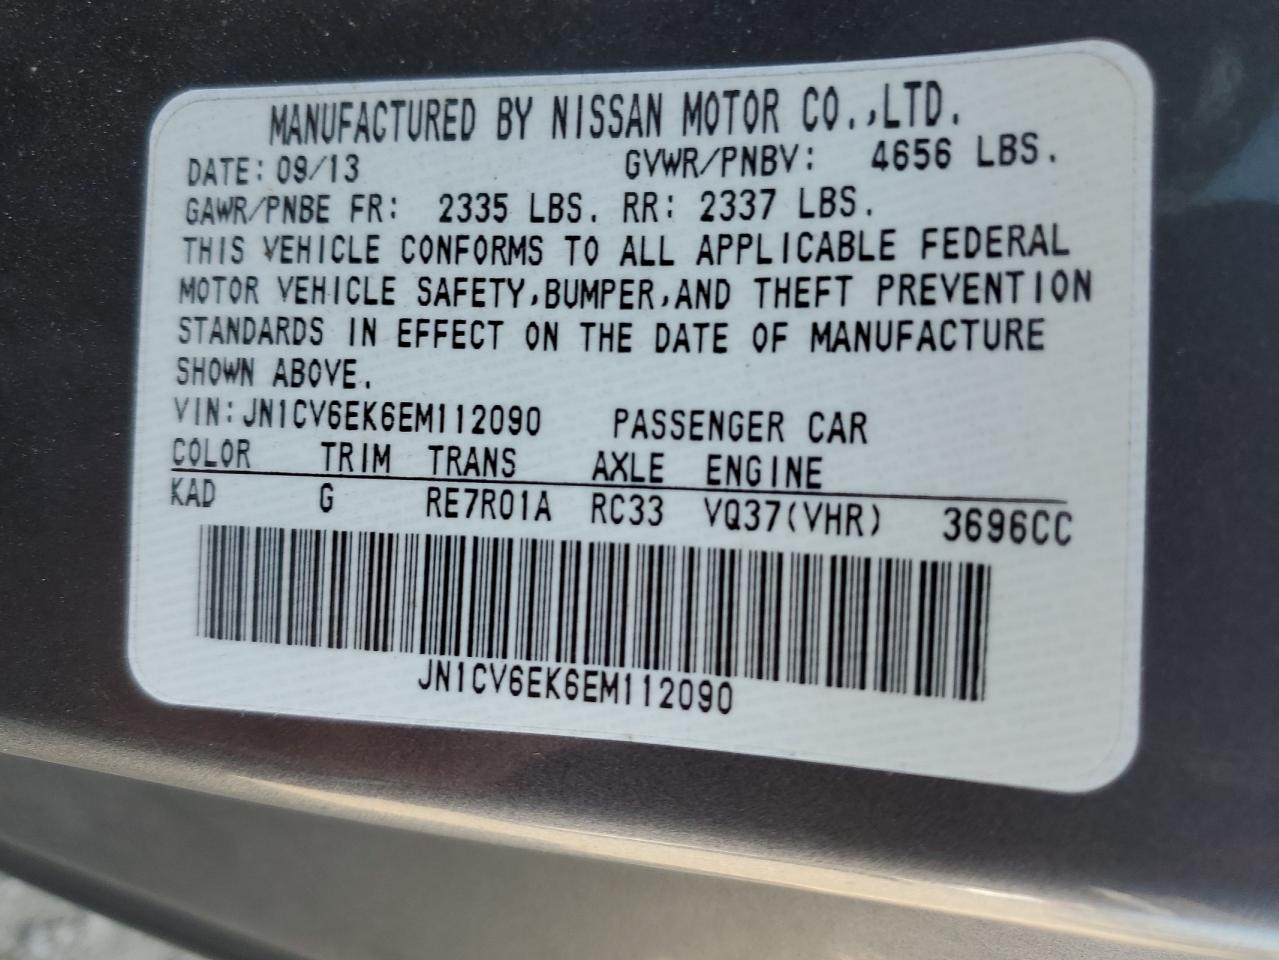 MANUFACTURED BY NISSAN MOTOR CO.,LTD.
DATE: 09/13 GVWR/PNBV: 4656 LBS.
GAWR/PNBE FR: 2335 LBS. RR: 2337 LBS.
THIS VEHICLE CONFORMS TO ALL APPLICABLE FEDERAL
MOTOR VEHICLE SAFETY,BUMPER,AND THEFT PREVENTION
STANDARDS IN EFFECT ON THE DATE OF MANUFACTURE
SHOWN ABOVE.
VIN:JN1CV6EK6EM112090 PASSENGER CAR
COLOR TRIM TRANS AXLE ENGINE
KAD G RE7R01A RC33 VQ37(VHR) 3696CC
JN1CV6EK6EM112090